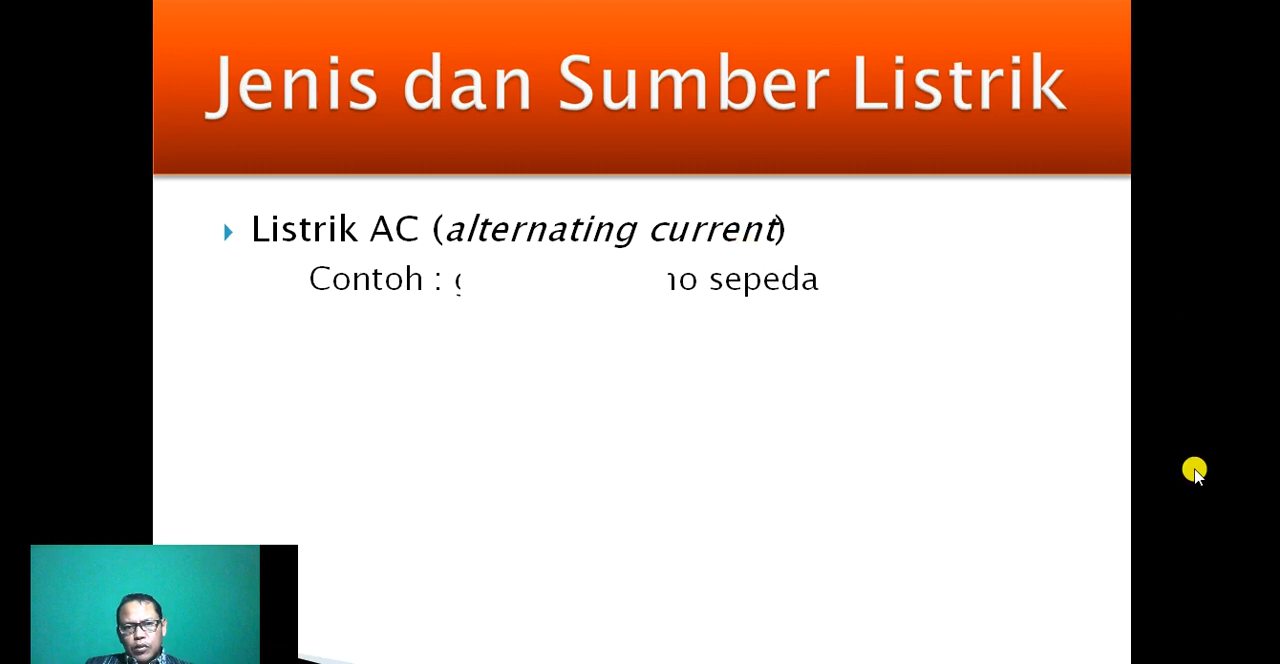 Jenis dan Sumber Listrik
Listrik AC (alternating current)
Contoh : sepeda